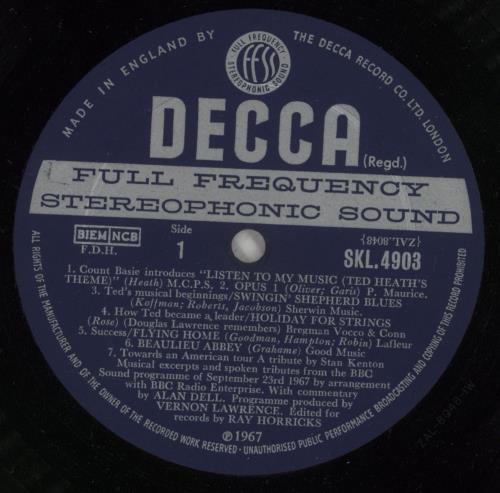 MADE IN ENGLAND BY
THE DECCA RECORD CO. LTD. LONDON
FULL FREQUENCY
FFSS
STEREOPHONIC SOUND
DECCA
(Regd.)
FULL FREQUENCY
STEREOPHONIC SOUND
BIEM NCB
F.D.H.
Side
1
{ZAL.8048}
SKL.4903
1. Count Basie introduces "LISTEN TO MY MUSIC (TED HEATH'S
THEME)" (Heath) M.C.P.S. 2. OPUS 1 (Oliver; Garis) P. Maurice.
3. Ted's musical beginnings/SWINGIN' SHEPHERD BLUES
(Koffman; Roberts, Jacobson) Sherwin Music.
4. How Ted became a leader/HOLIDAY FOR STRINGS
(Rose) (Douglas Lawrence remembers) Bregman Vocco & Conn
5. Success/FLYING HOME (Goodman, Hampton; Robin) Lafleur
6. BEAULIEU ABBEY (Grahame) Good Music
7. Towards an American tour. A tribute by Stan Kenton
Musical excerpts and spoken tributes from the BBC
Sound programme of September 23rd 1967 by arrangement
with BBC Radio Enterprise. With commentary
by ALAN DELL. Programme produced by
VERNON LAWRENCE. Edited for
records by RAY HORRICKS
℗1967
ALL RIGHTS OF THE MANUFACTURER AND OF THE OWNER OF THE RECORDED WORK RESERVED · UNAUTHORISED PUBLIC PERFORMANCE BROADCASTING AND COPYING OF THIS RECORD PROHIBITED
ZAL-8048-1W